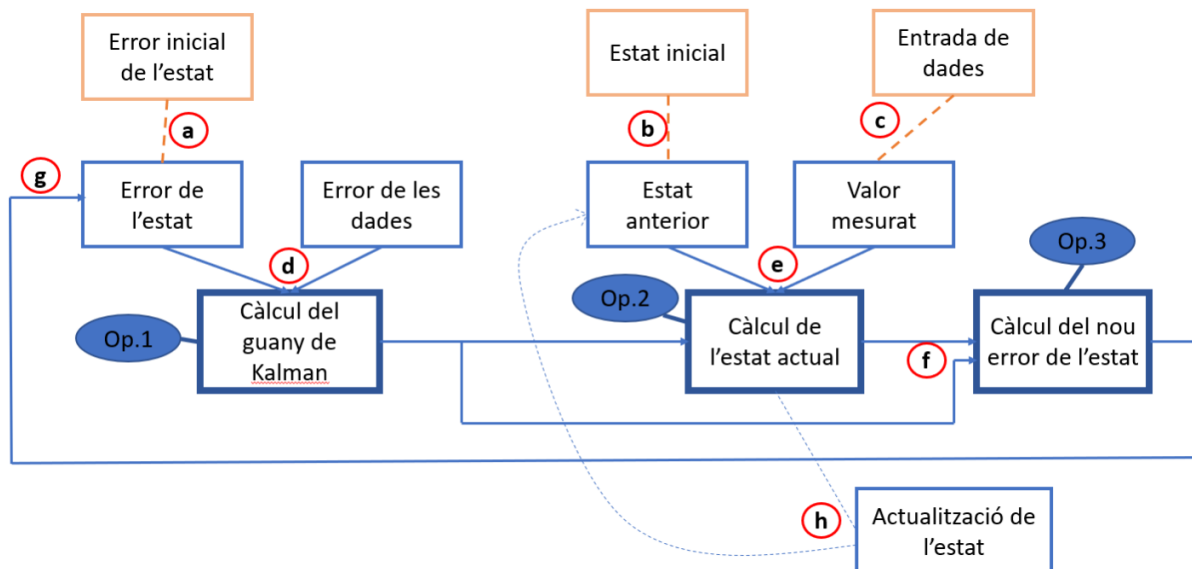 Error inicial
de l’estat
Estat inicial
Entrada de
dades
a
b
c
g
Error de
l’estat
Error de les
dades
Estat
anterior
Valor
mesurat
Op.3
d
e
Op.2
Op.1
Càlcul del
guany de
Kalman
Càlcul de
l’estat actual
f
Càlcul del nou
error de l’estat
h
Actualització de
l’estat